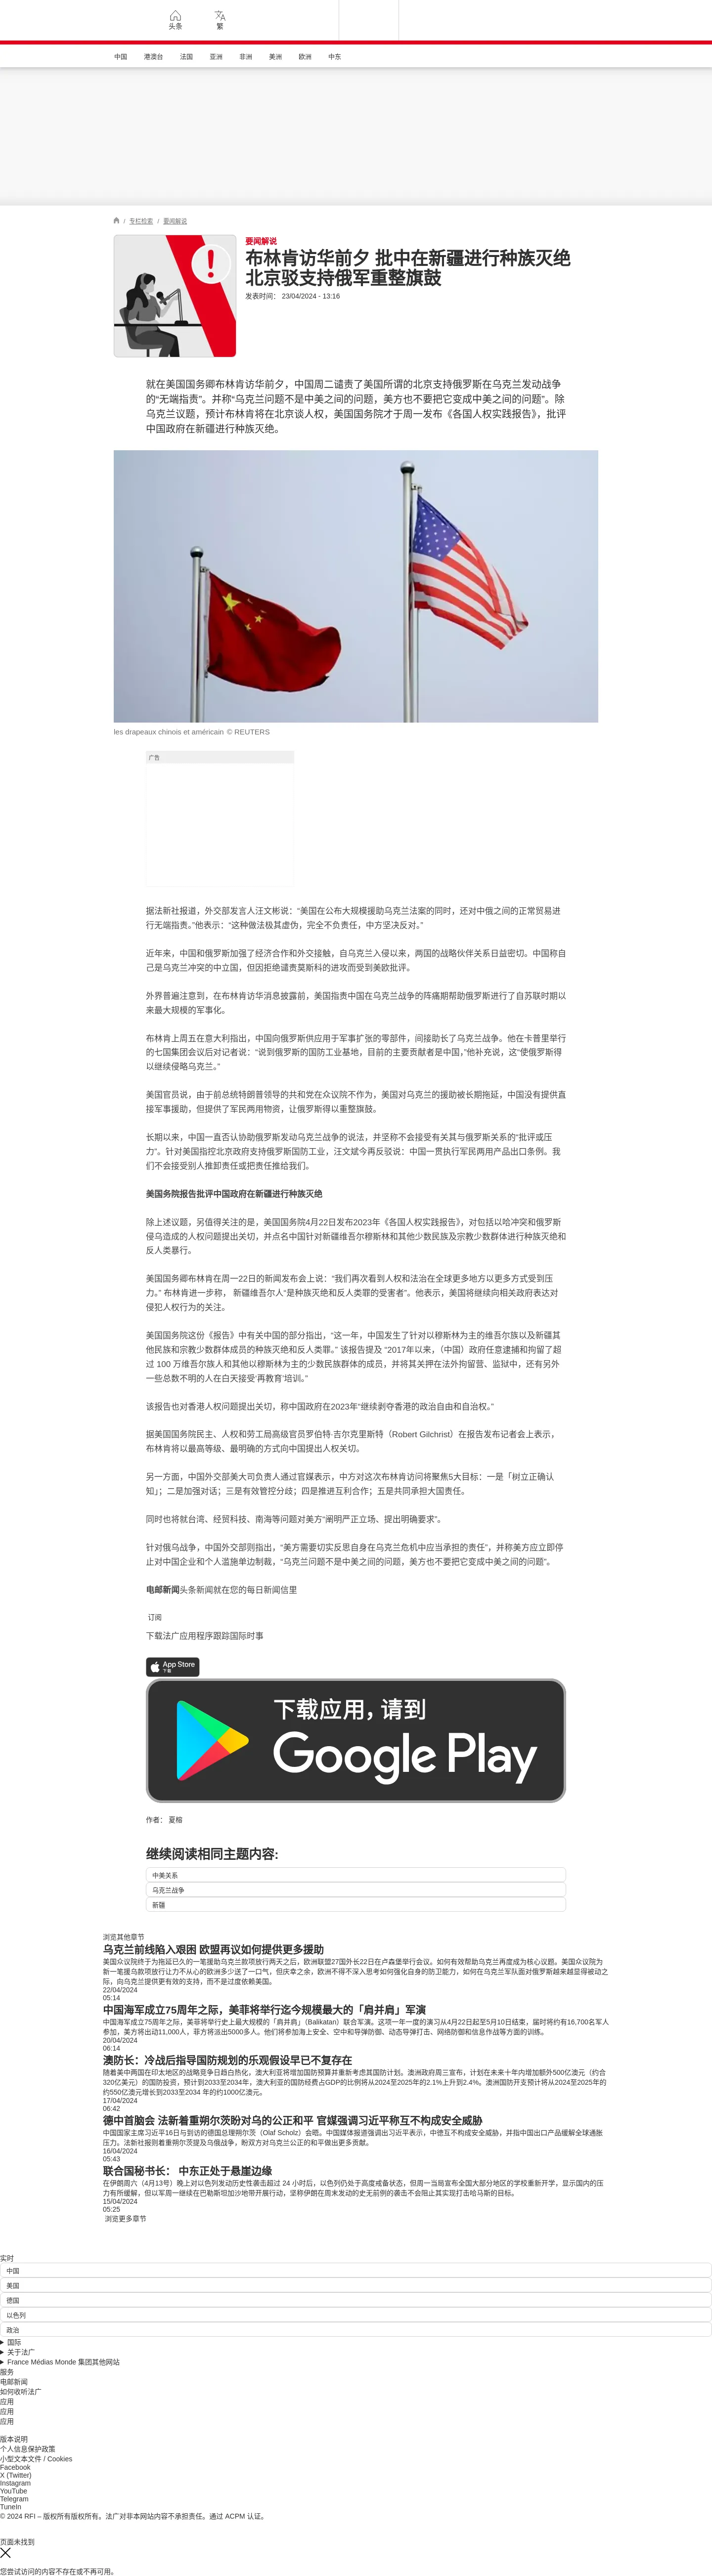 头条
繁
中国
港澳台
法国
亚洲
非洲
美洲
欧洲
中东
/ 专栏检索 / 要闻解说
要闻解说
布林肯访华前夕 批中在新疆进行种族灭绝
北京驳支持俄军重整旗鼓
发表时间： 23/04/2024 - 13:16
就在美国国务卿布林肯访华前夕，中国周二谴责了美国所谓的北京支持俄罗斯在乌克兰发动战争
的“无端指责”。并称“乌克兰问题不是中美之间的问题，美方也不要把它变成中美之间的问题”。除
乌克兰议题，预计布林肯将在北京谈人权，美国国务院才于周一发布《各国人权实践报告》，批评
中国政府在新疆进行种族灭绝。
les drapeaux chinois et américain © REUTERS
广告
据法新社报道，外交部发言人汪文彬说：“美国在公布大规模援助乌克兰法案的同时，还对中俄之间的正常贸易进
行无端指责。”他表示：“这种做法极其虚伪，完全不负责任，中方坚决反对。”
近年来，中国和俄罗斯加强了经济合作和外交接触，自乌克兰入侵以来，两国的战略伙伴关系日益密切。中国称自
己是乌克兰冲突的中立国，但因拒绝谴责莫斯科的进攻而受到美欧批评。
外界普遍注意到，在布林肯访华消息披露前，美国指责中国在乌克兰战争的阵痛期帮助俄罗斯进行了自苏联时期以
来最大规模的军事化。
布林肯上周五在意大利指出，中国向俄罗斯供应用于军事扩张的零部件，间接助长了乌克兰战争。他在卡普里举行
的七国集团会议后对记者说：“说到俄罗斯的国防工业基地，目前的主要贡献者是中国，”他补充说，这“使俄罗斯得
以继续侵略乌克兰。”
美国官员说，由于前总统特朗普领导的共和党在众议院不作为，美国对乌克兰的援助被长期拖延，中国没有提供直
接军事援助，但提供了军民两用物资，让俄罗斯得以重整旗鼓。
长期以来，中国一直否认协助俄罗斯发动乌克兰战争的说法，并坚称不会接受有关其与俄罗斯关系的“批评或压
力”。针对美国指控北京政府支持俄罗斯国防工业，汪文斌今再反驳说：中国一贯执行军民两用产品出口条例。我
们不会接受别人推卸责任或把责任推给我们。
美国务院报告批评中国政府在新疆进行种族灭绝
除上述议题，另值得关注的是，美国国务院4月22日发布2023年《各国人权实践报告》，对包括以哈冲突和俄罗斯
侵乌造成的人权问题提出关切，并点名中国针对新疆维吾尔穆斯林和其他少数民族及宗教少数群体进行种族灭绝和
反人类暴行。
美国国务卿布林肯在周一22日的新闻发布会上说：“我们再次看到人权和法治在全球更多地方以更多方式受到压
力。” 布林肯进一步称， 新疆维吾尔人“是种族灭绝和反人类罪的受害者”。他表示，美国将继续向相关政府表达对
侵犯人权行为的关注。
美国国务院这份《报告》中有关中国的部分指出，“这一年，中国发生了针对以穆斯林为主的维吾尔族以及新疆其
他民族和宗教少数群体成员的种族灭绝和反人类罪。” 该报告提及 “2017年以来，（中国）政府任意逮捕和拘留了超
过 100 万维吾尔族人和其他以穆斯林为主的少数民族群体的成员，并将其关押在法外拘留营、监狱中，还有另外
一些总数不明的人在白天接受‘再教育’培训。”
该报告也对香港人权问题提出关切，称中国政府在2023年“继续剥夺香港的政治自由和自治权。”
据美国国务院民主、人权和劳工局高级官员罗伯特·吉尔克里斯特（Robert Gilchrist）在报告发布记者会上表示，
布林肯将以最高等级、最明确的方式向中国提出人权关切。
另一方面，中国外交部美大司负责人通过官媒表示，中方对这次布林肯访问将聚焦5大目标：一是「树立正确认
知」；二是加强对话；三是有效管控分歧；四是推进互利合作；五是共同承担大国责任。
同时也将就台湾、经贸科技、南海等问题对美方“阐明严正立场、提出明确要求”。
针对俄乌战争，中国外交部则指出，“美方需要切实反思自身在乌克兰危机中应当承担的责任”，并称美方应立即停
止对中国企业和个人滥施单边制裁，“乌克兰问题不是中美之间的问题，美方也不要把它变成中美之间的问题”。
电邮新闻头条新闻就在您的每日新闻信里
订阅
下载法广应用程序跟踪国际时事
App Store
下载
下载应用，请到
Google Play
作者： 夏榕
继续阅读相同主题内容:
中美关系
乌克兰战争
新疆
浏览其他章节
乌克兰前线陷入艰困 欧盟再议如何提供更多援助
美国众议院终于为拖延已久的一笔援助乌克兰款项放行两天之后，欧洲联盟27国外长22日在卢森堡举行会议。如何有效帮助乌克兰再度成为核心议题。美国众议院为
新一笔援乌款项放行让力不从心的欧洲多少送了一口气，但庆幸之余，欧洲不得不深入思考如何强化自身的防卫能力，如何在乌克兰军队面对俄罗斯越来越显得被动之
际，向乌克兰提供更有效的支持，而不是过度依赖美国。
22/04/2024
05:14
中国海军成立75周年之际，美菲将举行迄今规模最大的「肩并肩」军演
中国海军成立75周年之际，美菲将举行史上最大规模的「肩并肩」（Balikatan）联合军演。这项一年一度的演习从4月22日起至5月10日结束，届时将约有16,700名军人
参加，美方将出动11,000人，菲方将派出5000多人。他们将参加海上安全、空中和导弹防御、动态导弹打击、网络防御和信息作战等方面的训练。
20/04/2024
06:14
澳防长：冷战后指导国防规划的乐观假设早已不复存在
随着美中两国在印太地区的战略竞争日趋白热化，澳大利亚将增加国防预算并重新考虑其国防计划。澳洲政府周三宣布，计划在未来十年内增加额外500亿澳元（约合
320亿美元）的国防投资，预计到2033至2034年，澳大利亚的国防经费占GDP的比例将从2024至2025年的2.1%上升到2.4%。澳洲国防开支预计将从2024至2025年的
约550亿澳元增长到2033至2034 年的约1000亿澳元。
17/04/2024
06:42
德中首脑会 法新着重朔尔茨盼对乌的公正和平 官媒强调习近平称互不构成安全威胁
中国国家主席习近平16日与到访的德国总理朔尔茨（Olaf Scholz）会晤。中国媒体报道强调出习近平表示，中德互不构成安全威胁，并指中国出口产品缓解全球通胀
压力。法新社报则着重朔尔茨提及乌俄战争，盼双方对乌克兰公正的和平做出更多贡献。
16/04/2024
05:43
联合国秘书长： 中东正处于悬崖边缘
在伊朗周六（4月13号）晚上对以色列发动历史性袭击超过 24 小时后，以色列仍处于高度戒备状态，但周一当局宣布全国大部分地区的学校重新开学，显示国内的压
力有所缓解，但以军周一继续在巴勒斯坦加沙地带开展行动，坚称伊朗在周末发动的史无前例的袭击不会阻止其实现打击哈马斯的目标。
15/04/2024
05:25
浏览更多章节
实时
中国
美国
德国
以色列
政治
国际
关于法广
France Médias Monde 集团其他网站
服务
电邮新闻
如何收听法广
应用
应用
应用
版本说明
个人信息保护政策
小型文本文件 / Cookies
Facebook
X (Twitter)
Instagram
YouTube
Telegram
TuneIn
© 2024 RFI – 版权所有版权所有。法广对非本网站内容不承担责任。通过 ACPM 认证。
页面未找到
您尝试访问的内容不存在或不再可用。